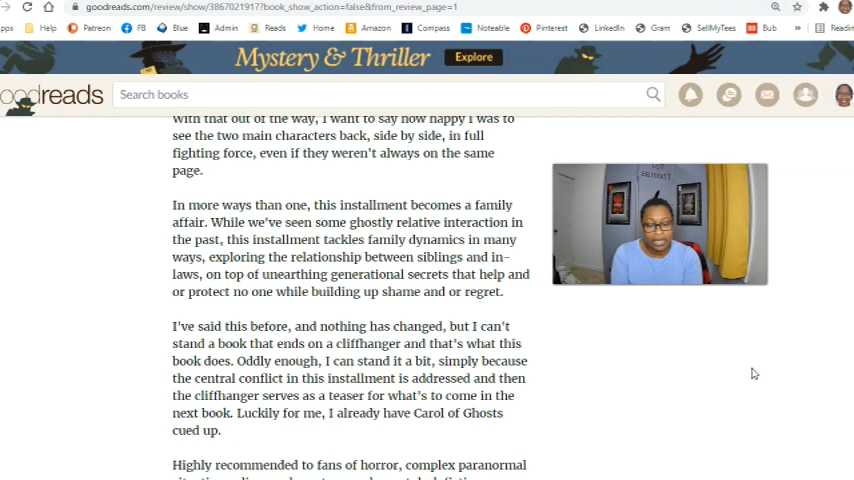 goodreads.com/review/show/3867021917?book_show_action=false&from_review_page=1
pps Help Patreon FB Blue Admin Reads Home Amazon Compass Noteable Pinterest LinkedIn Gram SellMyTees Bub » Readin
Mystery & Thriller Explore
oodreads Search books
With that out of the way, I want to say how happy I was to
see the two main characters back, side by side, in full
fighting force, even if they weren't always on the same
page.
In more ways than one, this installment becomes a family
affair. While we've seen some ghostly relative interaction in
the past, this installment tackles family dynamics in many
ways, exploring the relationship between siblings and in-
laws, on top of unearthing generational secrets that help and
or protect no one while building up shame and or regret.
I've said this before, and nothing has changed, but I can't
stand a book that ends on a cliffhanger and that's what this
book does. Oddly enough, I can stand it a bit, simply because
the central conflict in this installment is addressed and then
the cliffhanger serves as a teaser for what's to come in the
next book. Luckily for me, I already have Carol of Ghosts
cued up.
Highly recommended to fans of horror, complex paranormal